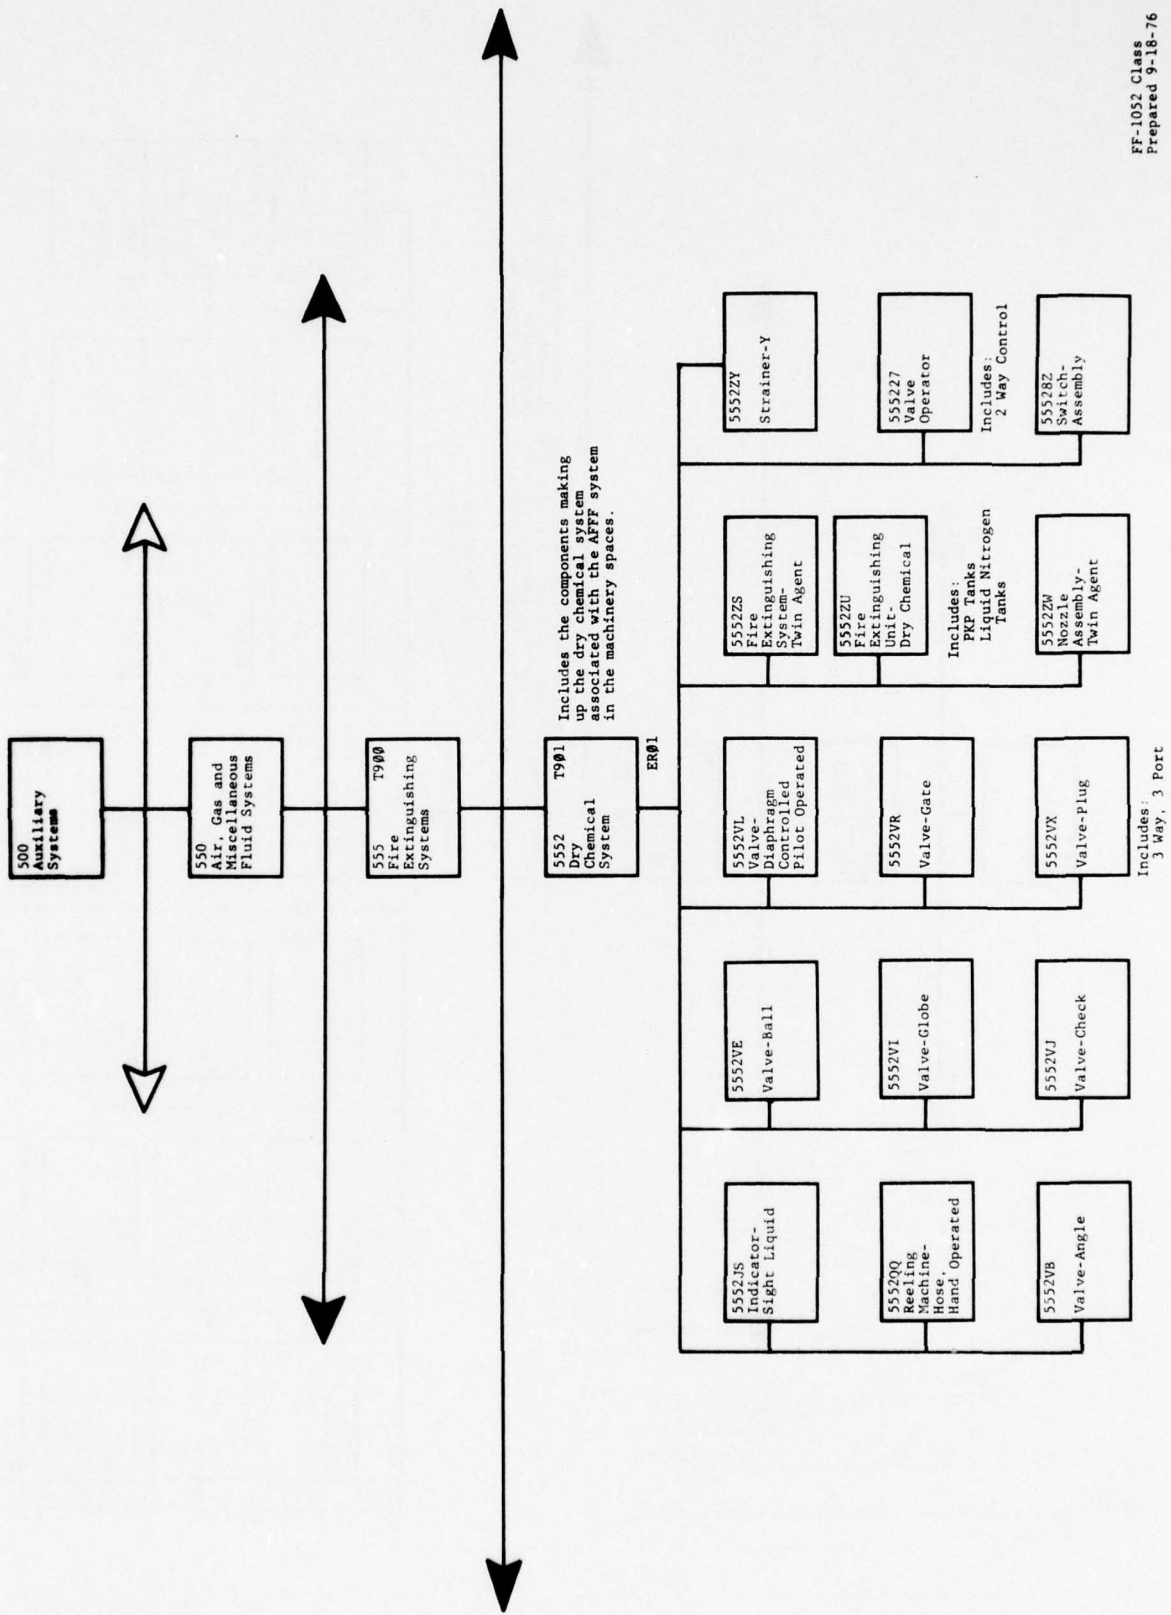 500
Auxiliary
Systems
550
Air, Gas and
Miscellaneous
Fluid Systems
555 T9ØØ
Fire
Extinguishing
Systems
5552 T9Ø1
Dry
Chemical
System
ERØ1
Includes the components making
up the dry chemical system
associated with the AFFF system
in the machinery spaces.
5552JS
Indicator-
Sight Liquid
5552QQ
Reeling
Machine-
Hose,
Hand Operated
5552VB
Valve-Angle
5552VE
Valve-Ball
5552VI
Valve-Globe
5552VJ
Valve-Check
5552VL
Valve-
Diaphragm
Controlled
Pilot Operated
5552VR
Valve-Gate
5552VX
Valve-Plug
Includes:
3 Way, 3 Port
5552ZS
Fire
Extinguishing
System-
Twin Agent
5552ZU
Fire
Extinguishing
Unit-
Dry Chemical
Includes:
PKP Tanks
Liquid Nitrogen
Tanks
5552ZW
Nozzle
Assembly-
Twin Agent
5552ZY
Strainer-Y
555227
Valve
Operator
Includes:
2 Way Control
55528Z
Switch-
Assembly
FF-1052 Class
Prepared 9-18-76